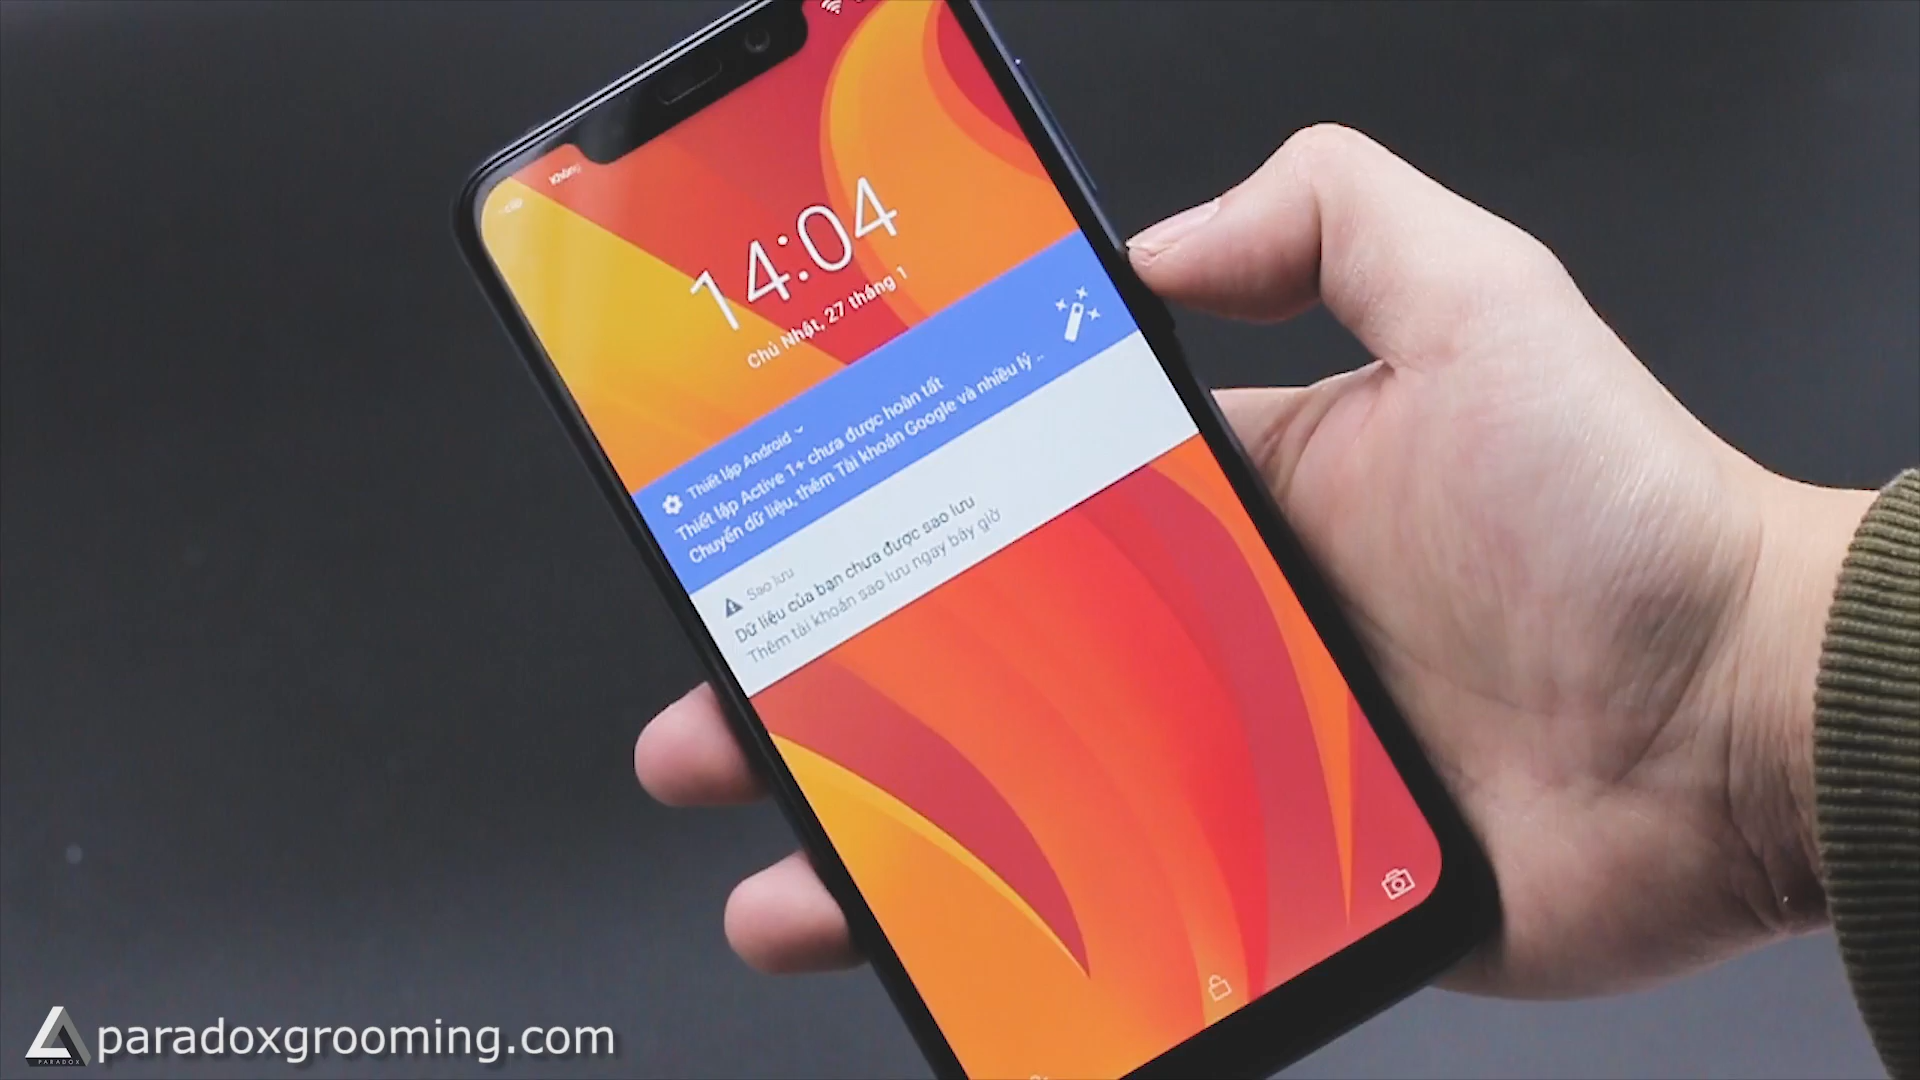 Không
14:04
Chủ Nhật, 27 tháng 1
Thiết lập Android
Thiết lập Active 1+ chưa được hoàn tất
Chuyển dữ liệu, thêm Tài khoản Google và nhiều lý ...
Sao lưu
Dữ liệu của bạn chưa được sao lưu
Thêm tài khoản sao lưu ngay bây giờ
PARADOX
paradoxgrooming.com